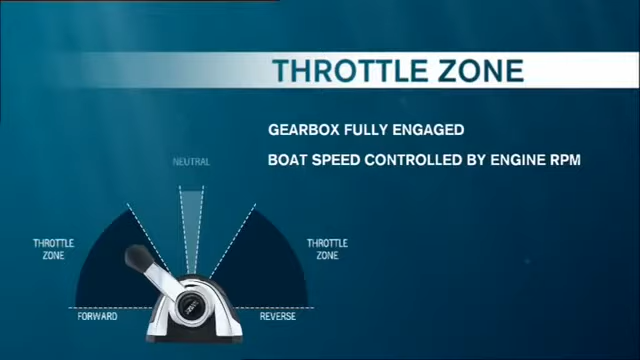 THROTTLE ZONE
GEARBOX FULLY ENGAGED
BOAT SPEED CONTROLLED BY ENGINE RPM
NEUTRAL
THROTTLE
ZONE
THROTTLE
ZONE
FORWARD
REVERSE